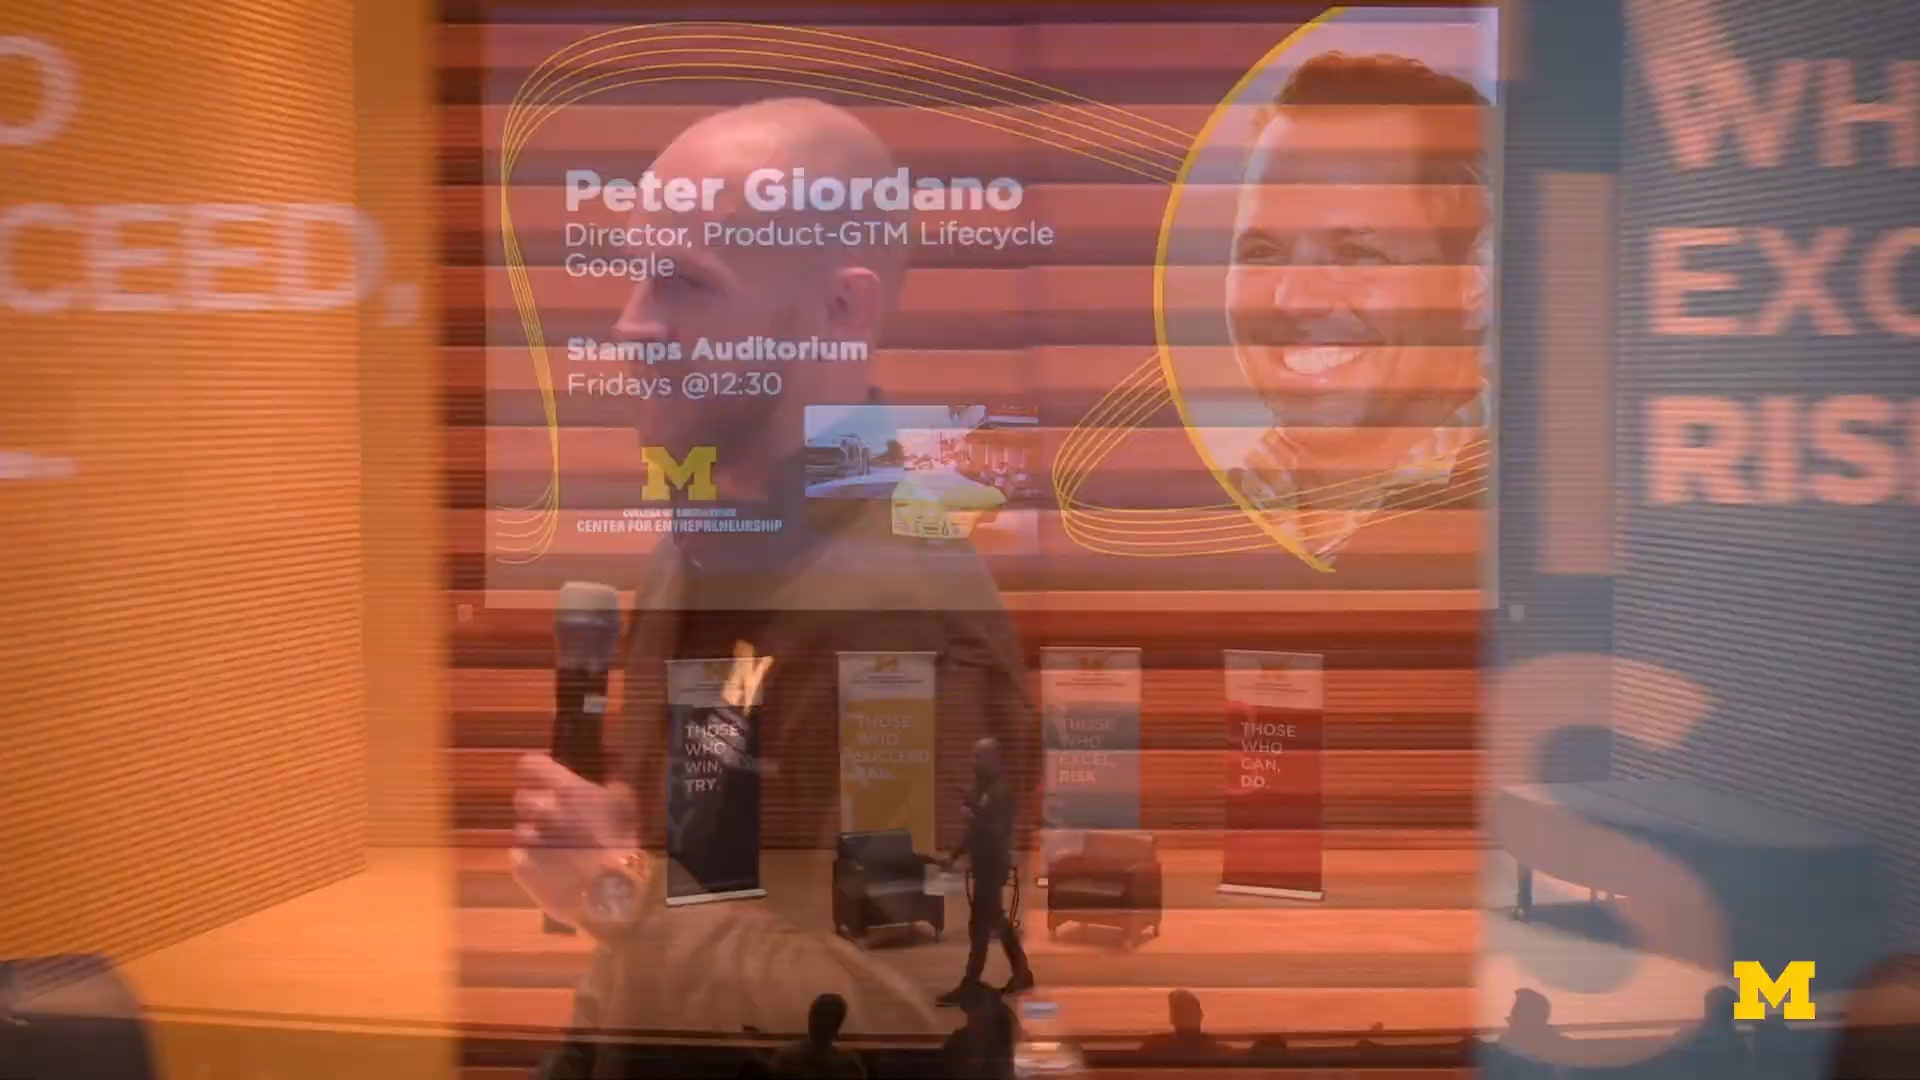 O
CEED,
WH
EXC
RIS
Peter Giordano
Director, Product-GTM Lifecycle
Google
Stamps Auditorium
Fridays @12:30
M
CENTER FOR ENTREPRENEURSHIP
THOSE
WHO
WIN,
TRY.
THOSE
WHO
SUCCEED
THOSE
WHO
EXCEL,
RISK
THOSE
WHO
CAN,
DO.
M